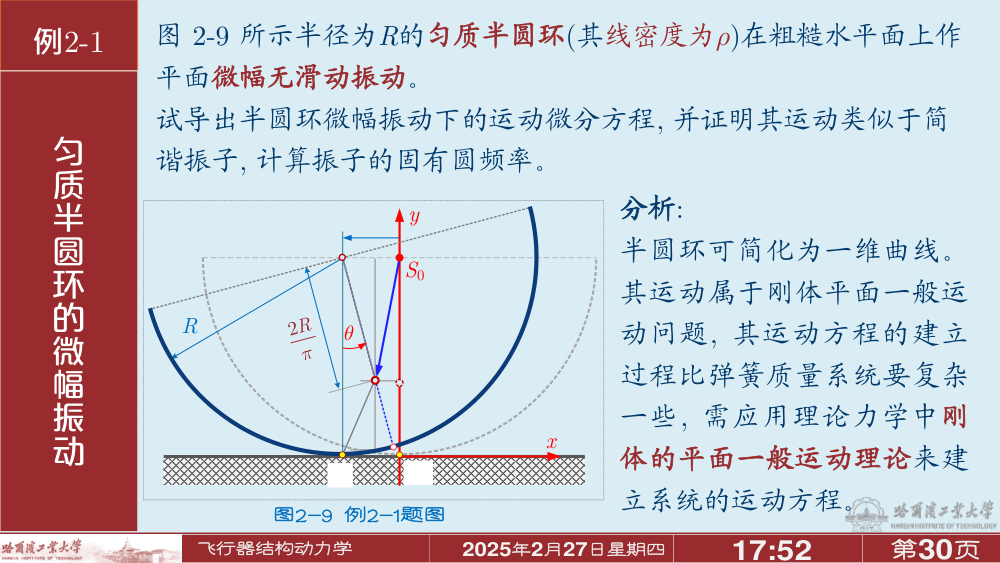 例2-1
匀质半圆环的微幅振动
图 2-9 所示半径为R的匀质半圆环(其线密度为ρ)在粗糙水平面上作
平面微幅无滑动振动。
试导出半圆环微幅振动下的运动微分方程, 并证明其运动类似于简
谐振子, 计算振子的固有圆频率。
y
S0
R
2R
π
θ
x
图2-9 例2-1题图
分析:
半圆环可简化为一维曲线。
其运动属于刚体平面一般运
动问题, 其运动方程的建立
过程比弹簧质量系统要复杂
一些, 需应用理论力学中刚
体的平面一般运动理论来建
立系统的运动方程。
哈尔滨工业大学
HARBIN INSTITUTE OF TECHNOLOGY
哈尔滨工业大学
HARBIN INSTITUTE OF TECHNOLOGY
飞行器结构动力学
2025年2月27日星期四
17:52
第30页